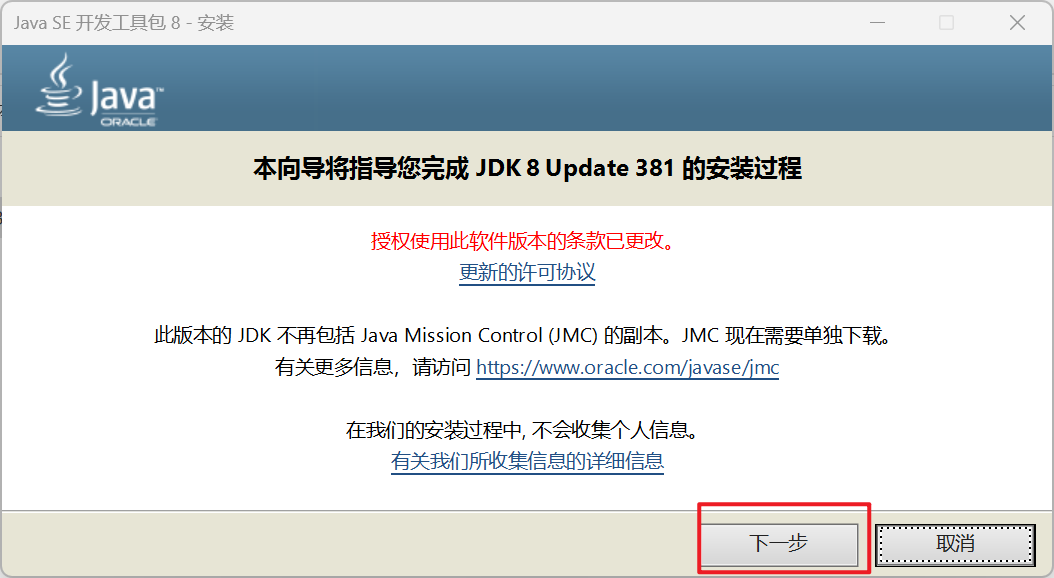 Java SE 开发工具包 8 - 安装
Java™
ORACLE
本向导将指导您完成 JDK 8 Update 381 的安装过程
授权使用此软件版本的条款已更改。
更新的许可协议
此版本的 JDK 不再包括 Java Mission Control (JMC) 的副本。JMC 现在需要单独下载。
有关更多信息，请访问 https://www.oracle.com/javase/jmc
在我们的安装过程中, 不会收集个人信息。
有关我们所收集信息的详细信息
下一步
取消